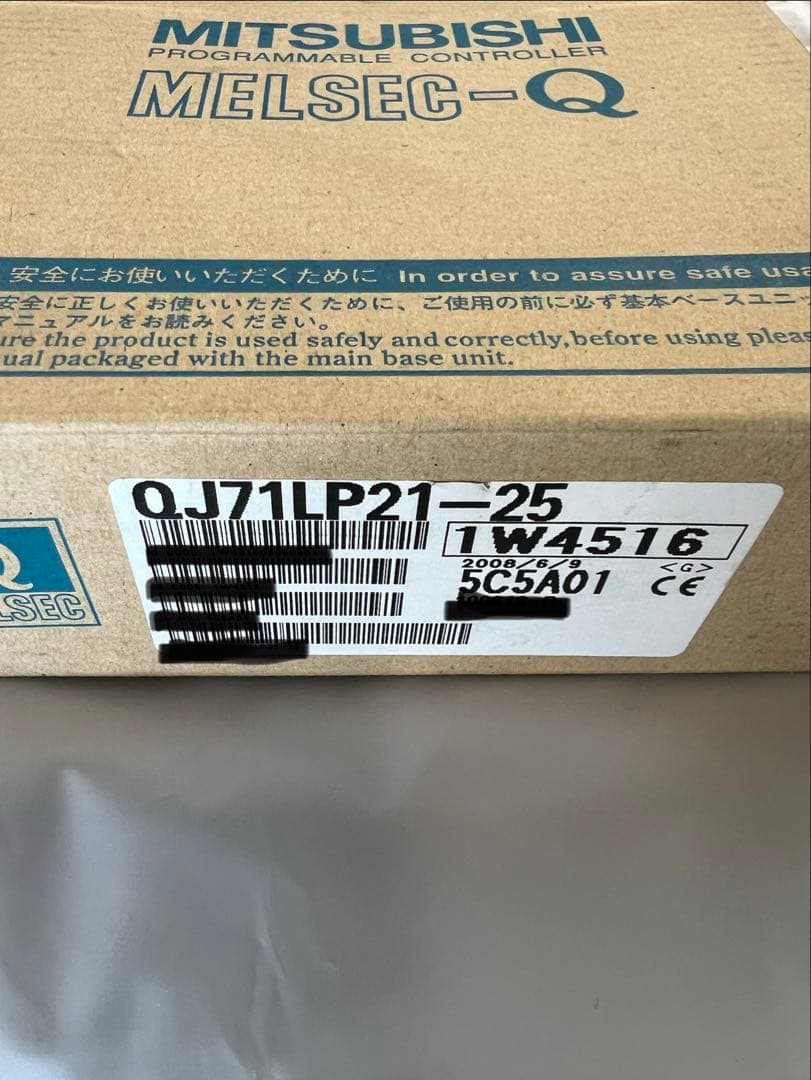 MITSUBISHI
PROGRAMMABLE CONTROLLER
MELSEC-Q
安全にお使いいただくために In order to assure safe usa
安全に正しくお使いいただくために、ご使用の前に必ず基本ベースユニ
マニュアルをお読みください。
ure the product is used safely and correctly, before using pleas
ual packaged with the main base unit.
QJ71LP21-25
1W4516
2008/6/9 <G>
5C5A01 CE
Q
LSEC